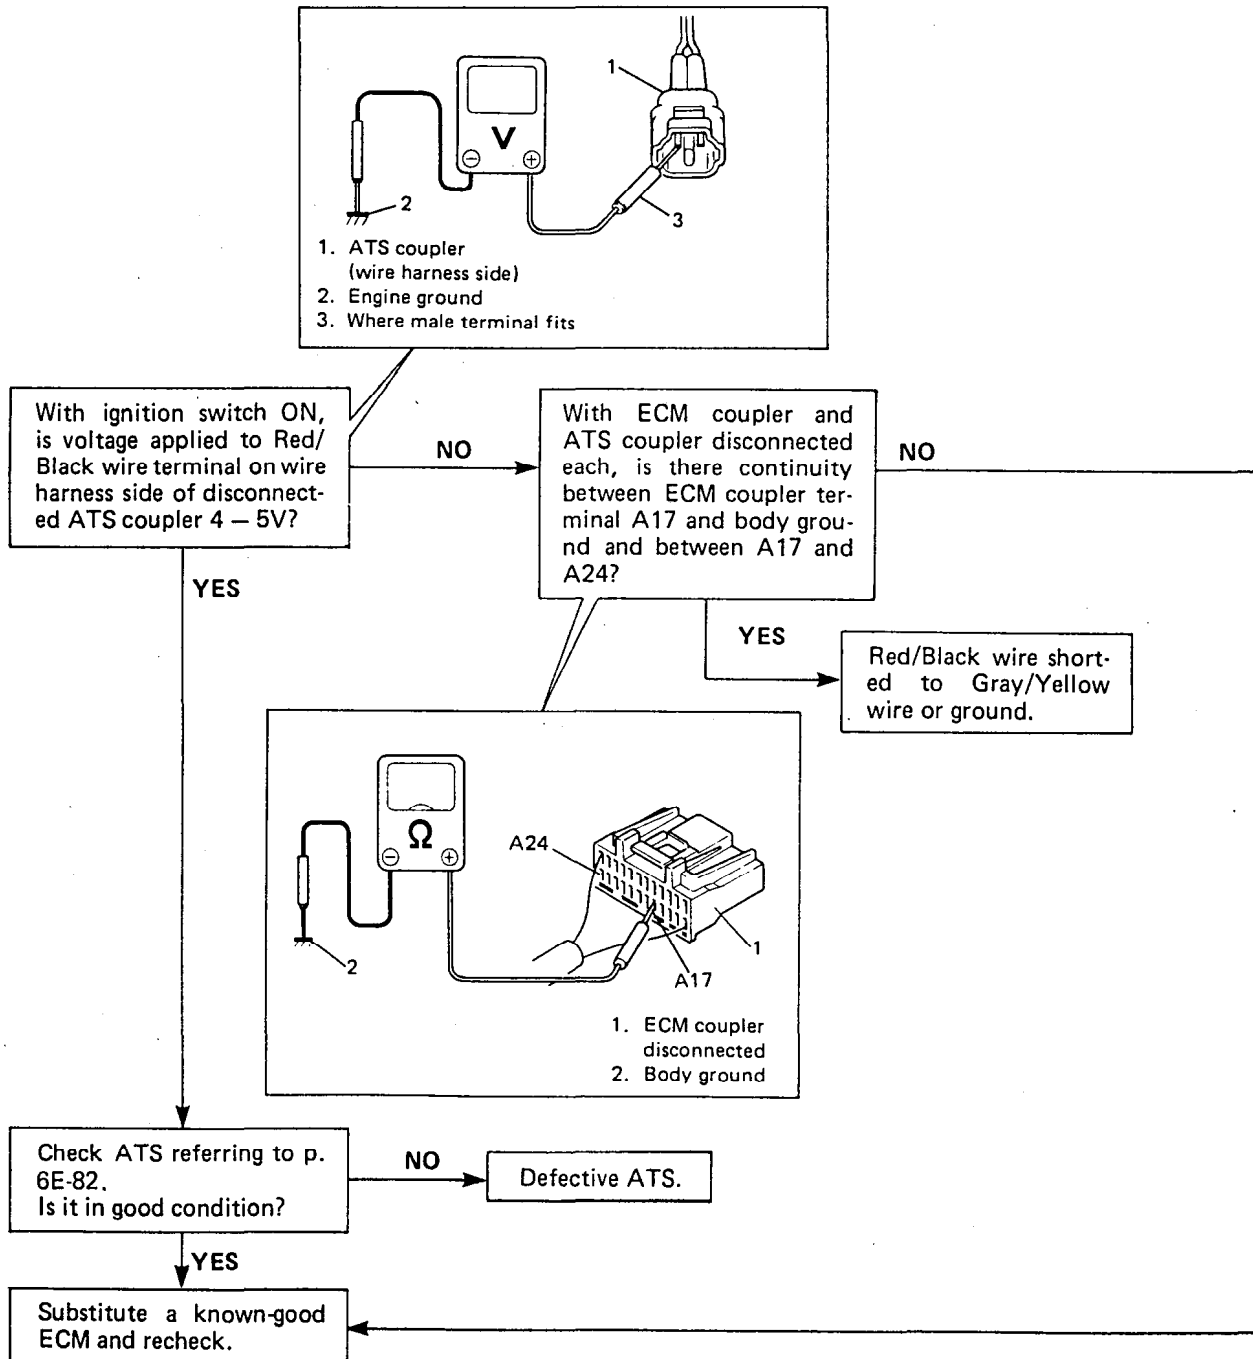 1
V
2
3
1. ATS coupler
(wire harness side)
2. Engine ground
3. Where male terminal fits
With ignition switch ON,
is voltage applied to Red/
Black wire terminal on wire
harness side of disconnect-
ed ATS coupler 4 – 5V?
NO
With ECM coupler and
ATS coupler disconnected
each, is there continuity
between ECM coupler ter-
minal A17 and body grou-
nd and between A17 and
A24?
NO
YES
YES
Red/Black wire short-
ed to Gray/Yellow
wire or ground.
Ω
A24
2
1
A17
1. ECM coupler
disconnected
2. Body ground
Check ATS referring to p.
6E-82.
Is it in good condition?
NO
Defective ATS.
YES
Substitute a known-good
ECM and recheck.